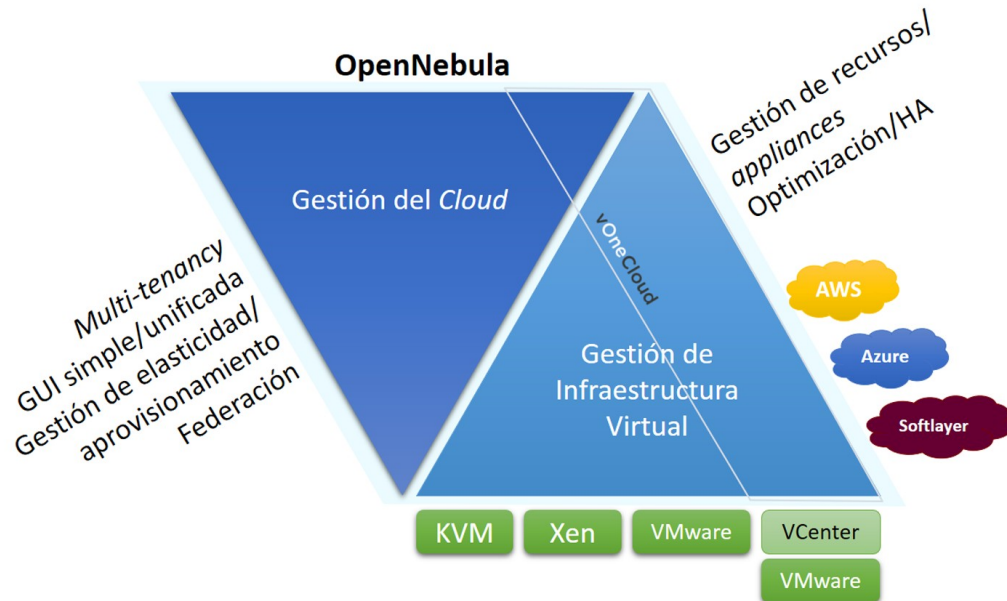 OpenNebula
Gestión del Cloud
Multi-tenancy
GUI simple/unificada
Gestión de elasticidad/
aprovisionamiento
Federación
Gestión de recursos/
appliances
Optimización/HA
vOneCloud
Gestión de
Infraestructura
Virtual
AWS
Azure
Softlayer
KVM
Xen
VMware
VCenter
VMware